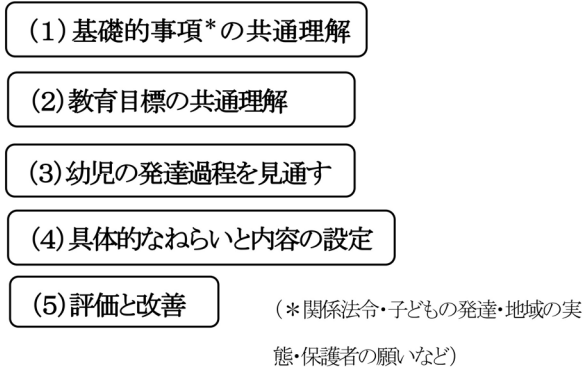 (1)基礎的事項*の共通理解
(2)教育目標の共通理解
(3)幼児の発達過程を見通す
(4)具体的なねらいと内容の設定
(5)評価と改善
(＊関係法令・子どもの発達・地域の実
態・保護者の願いなど)